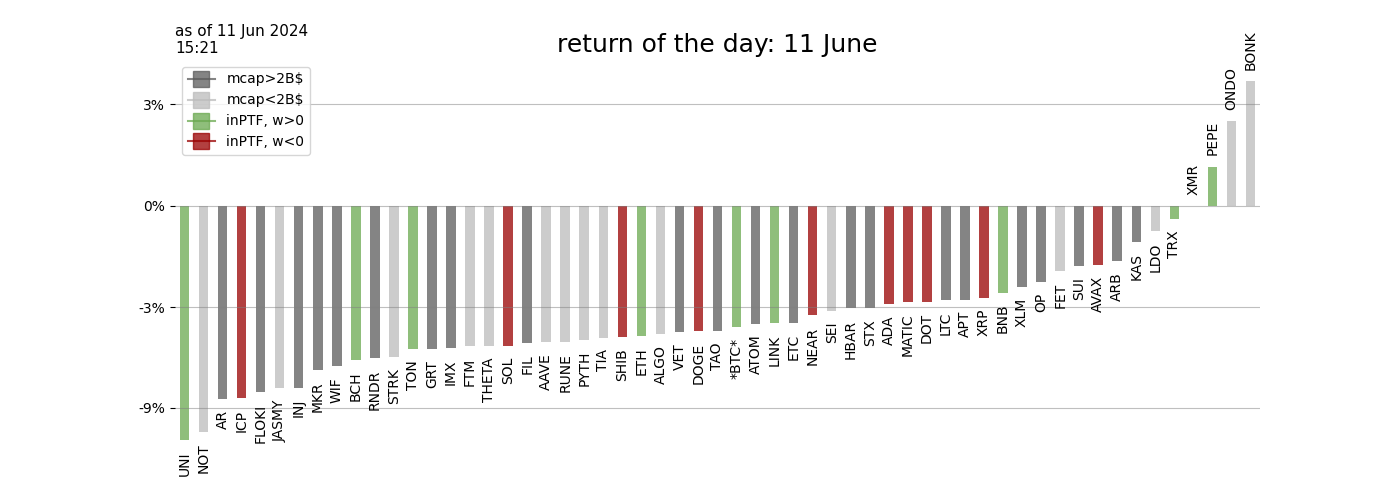 as of 11 Jun 2024
15:21
return of the day: 11 June
mcap>2B$
mcap<2B$
inPTF, w>0
inPTF, w<0
3%
0%
-3%
-9%
UNI
NOT
AR
ICP
FLOKI
JASMY
INJ
MKR
WIF
BCH
RNDR
STRK
TON
GRT
IMX
FTM
THETA
SOL
FIL
AAVE
RUNE
PYTH
TIA
SHIB
ETH
ALGO
VET
DOGE
TAO
*BTC*
ATOM
LINK
ETC
NEAR
SEI
HBAR
STX
ADA
MATIC
DOT
LTC
APT
XRP
BNB
XLM
OP
FET
SUI
AVAX
ARB
KAS
LDO
TRX
XMR
PEPE
ONDO
BONK